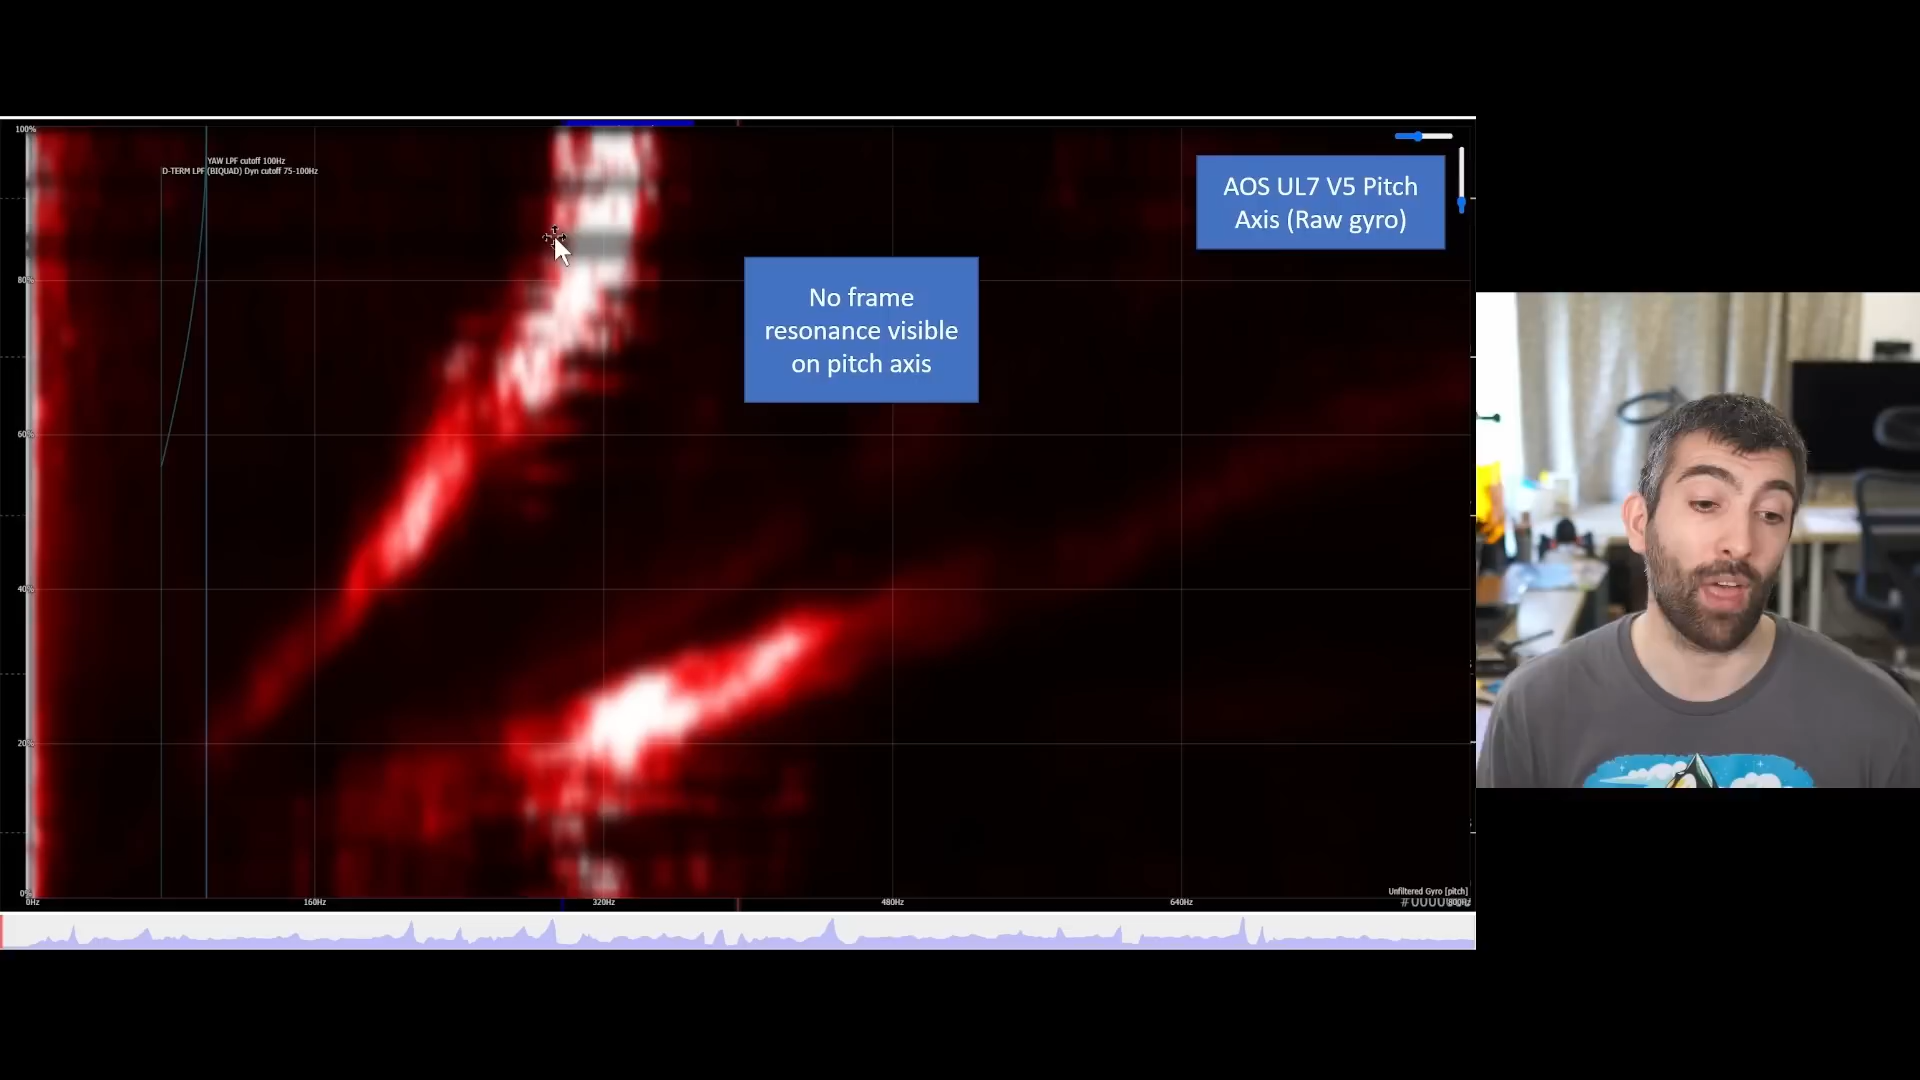 100%
YAW LPF cutoff 100Hz
D-TERM LPF (BIQUAD) Dyn cutoff 75-100Hz
AOS UL7 V5 Pitch
Axis (Raw gyro)
No frame
resonance visible
on pitch axis
80%
60%
40%
20%
0%
Unfiltered Gyro [pitch]
0Hz
160Hz
320Hz
480Hz
640Hz
800Hz